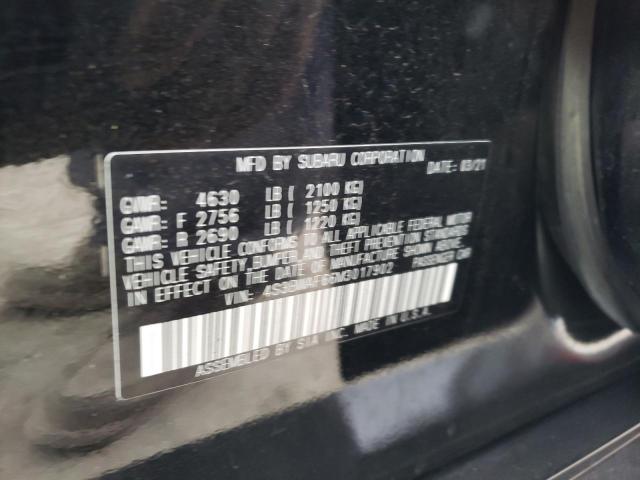 MFD BY SUBARU CORPORATION DATE: 03/21
GVWR: 4630 LB ( 2100 KG)
GAWR: F 2756 LB ( 1250 KG)
GAWR: R 2690 LB ( 1220 KG)
THIS VEHICLE CONFORMS TO ALL APPLICABLE FEDERAL MOTOR
VEHICLE SAFETY, BUMPER, AND THEFT PREVENTION STANDARDS
IN EFFECT ON THE DATE OF MANUFACTURE SHOWN ABOVE.
VIN: PASSENGER CAR
ASSEMBLED BY SIA INC. MADE IN U.S.A.